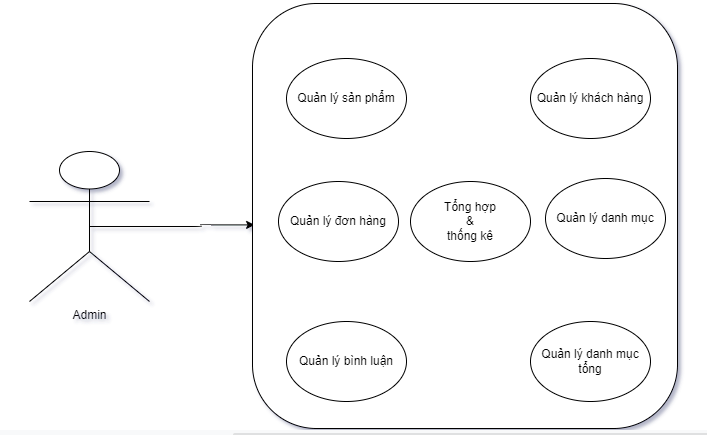 Quản lý sản phẩm
Quản lý khách hàng
Quản lý đơn hàng
Tổng hợp
&
thống kê
Quản lý danh mục
Admin
Quản lý bình luận
Quản lý danh mục
tổng